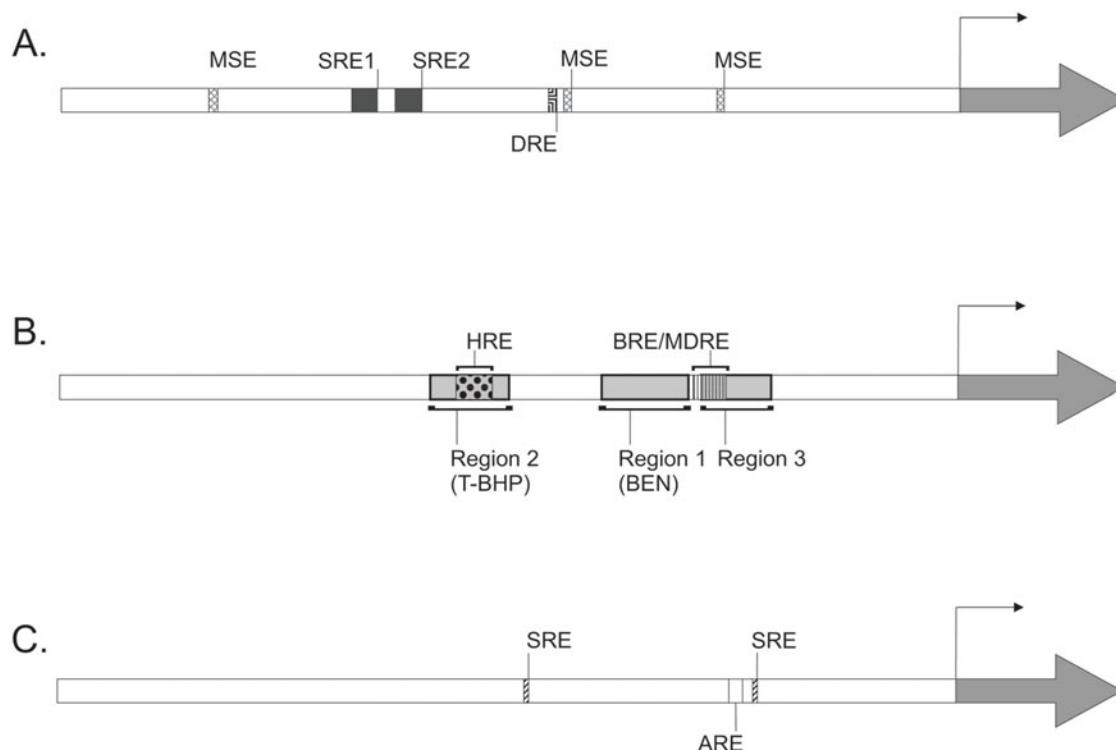 A.
MSE
SRE1
SRE2
MSE
MSE
DRE
B.
HRE
BRE/MDRE
Region 2
(T-BHP)
Region 1
(BEN)
Region 3
C.
SRE
SRE
ARE